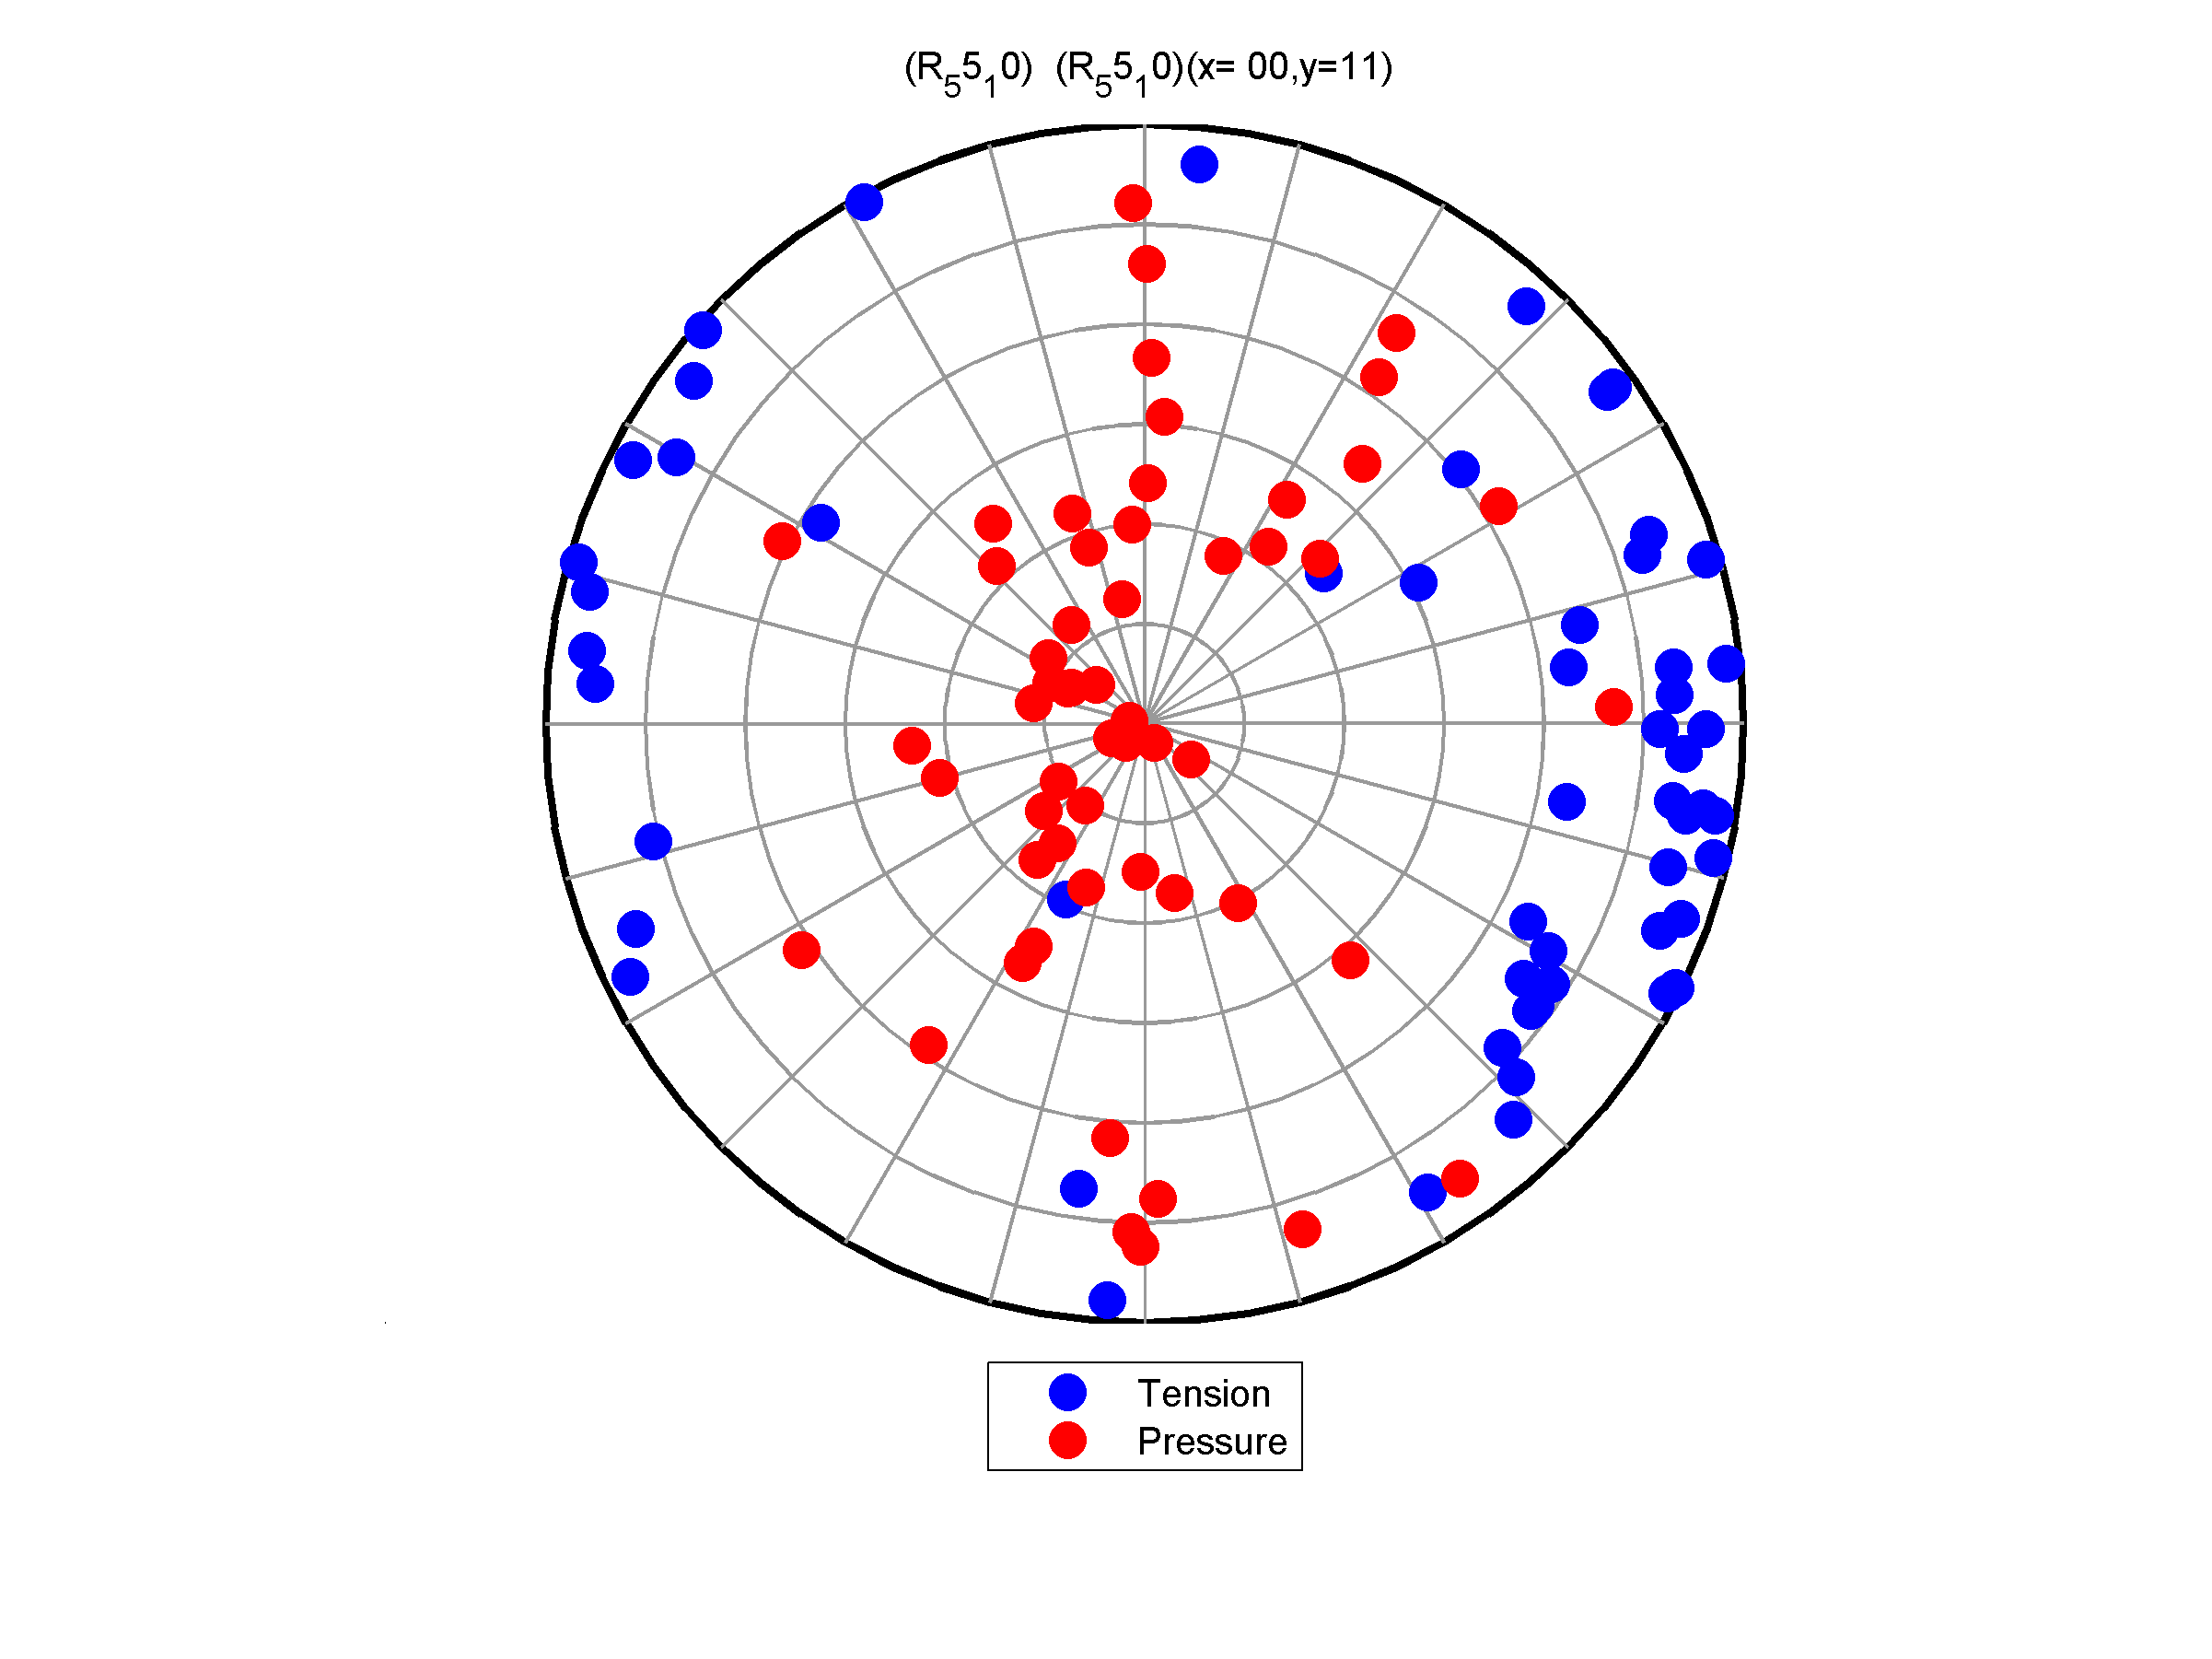 (R₅5₁0) (R₅5₁0)(x= 00,y=11)
Tension
Pressure